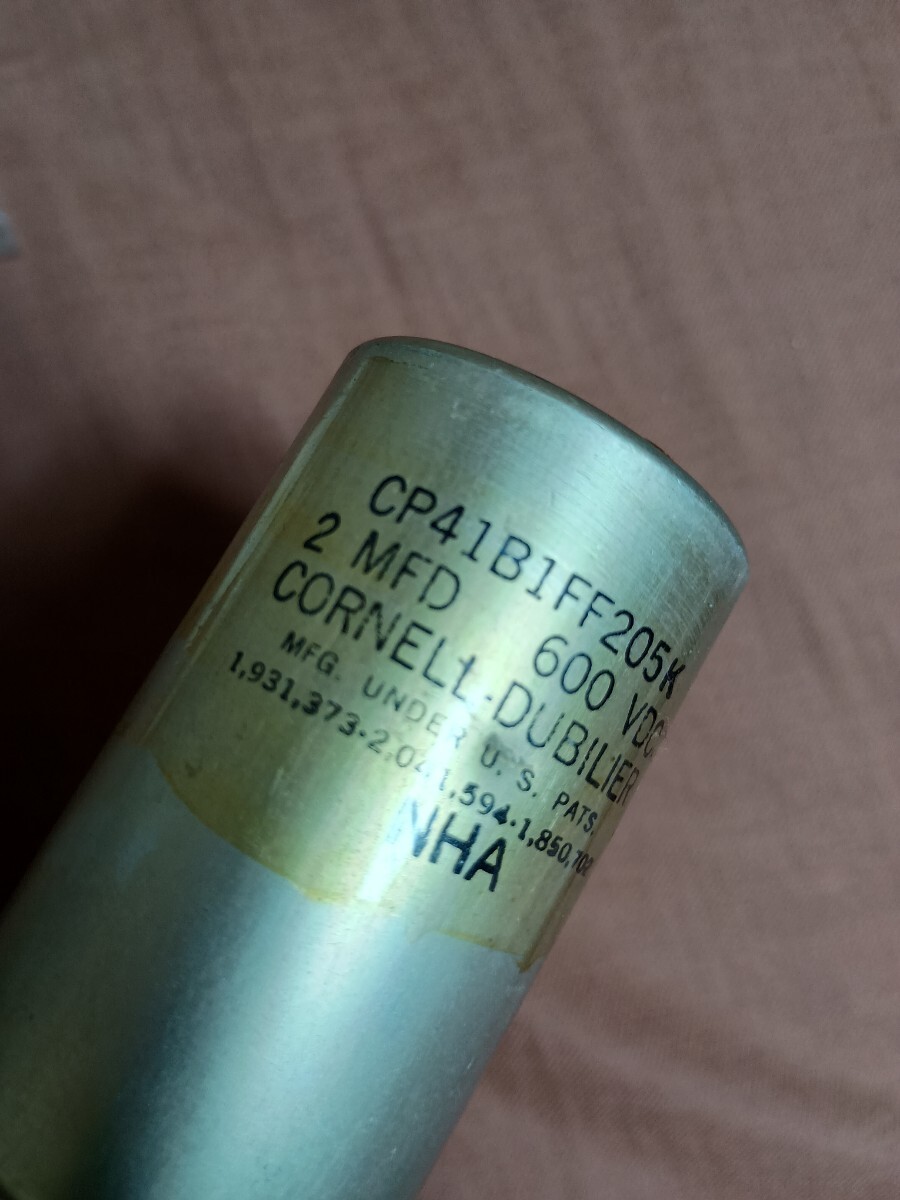 CP41B1FF205K
2 MFD 600 VDC
CORNELL-DUBILIER
MFG. UNDER U. S. PATS.
1,931,373-2,041,594-1,850,702
NHA